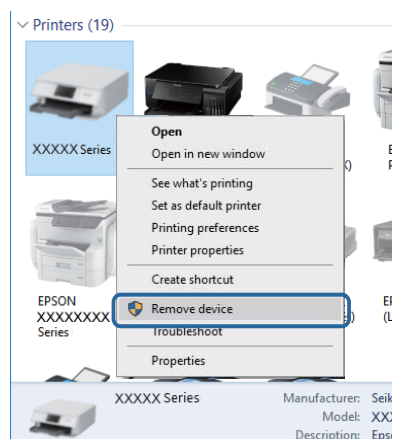 Printers (19)
XXXXX Series
Open
Open in new window
See what's printing
Set as default printer
Printing preferences
Printer properties
Create shortcut
Remove device
Troubleshoot
Properties
EPSON
XXXXXXXX
Series
XXXXX Series
Manufacturer:
Model:
Description: